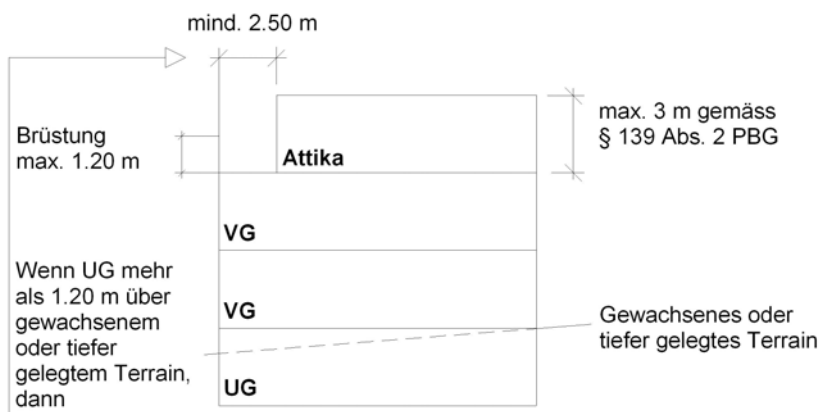 mind. 2.50 m
Brüstung
max. 1.20 m
Attika
max. 3 m gemäss
§ 139 Abs. 2 PBG
VG
Wenn UG mehr
als 1.20 m über
gewachsenem
oder tiefer
gelegtem Terrain,
dann
VG
Gewachsenes oder
tiefer gelegtes Terrain
UG